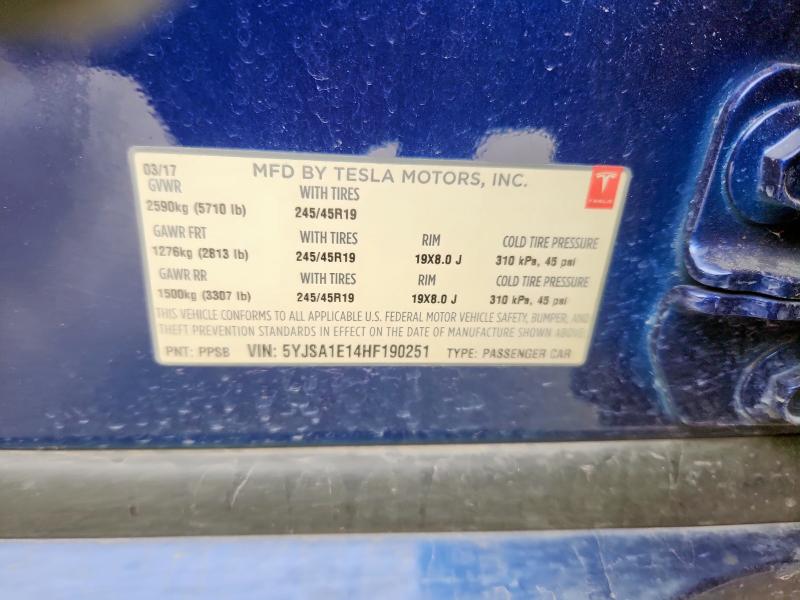 03/17 MFD BY TESLA MOTORS, INC.
GVWR WITH TIRES
2590kg (5710 lb) 245/45R19
TESLA
GAWR FRT WITH TIRES RIM COLD TIRE PRESSURE
1276kg (2813 lb) 245/45R19 19X8.0 J 310 kPa, 45 psi
GAWR RR WITH TIRES RIM COLD TIRE PRESSURE
1500kg (3307 lb) 245/45R19 19X8.0 J 310 kPa, 45 psi
THIS VEHICLE CONFORMS TO ALL APPLICABLE U.S. FEDERAL MOTOR VEHICLE SAFETY, BUMPER, AND
THEFT PREVENTION STANDARDS IN EFFECT ON THE DATE OF MANUFACTURE SHOWN ABOVE.
PNT: PPSB VIN: 5YJSA1E14HF190251 TYPE: PASSENGER CAR